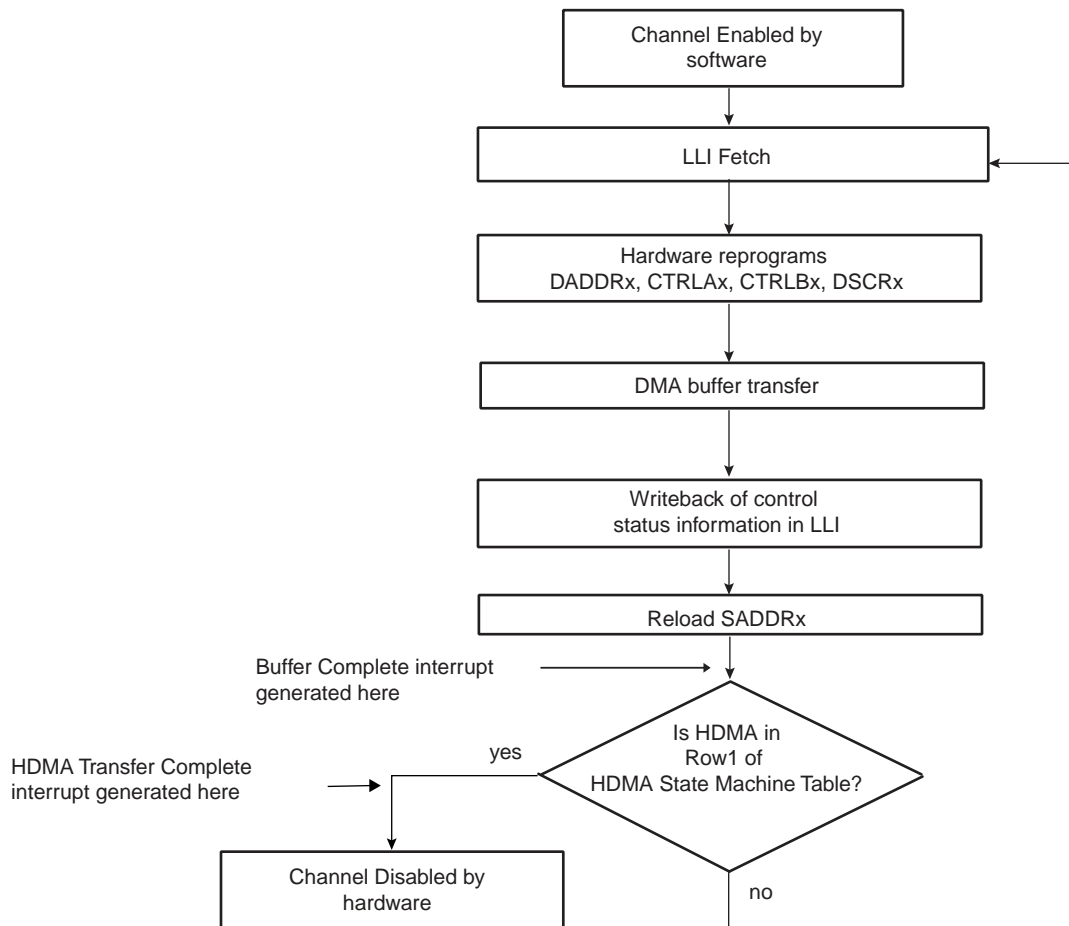 Channel Enabled by
software
LLI Fetch
Hardware reprograms
DADDRx, CTRLAx, CTRLBx, DSCRx
DMA buffer transfer
Writeback of control
status information in LLI
Reload SADDRx
Buffer Complete interrupt
generated here
Is HDMA in
Row1 of
HDMA State Machine Table?
yes
HDMA Transfer Complete
interrupt generated here
Channel Disabled by
hardware
no